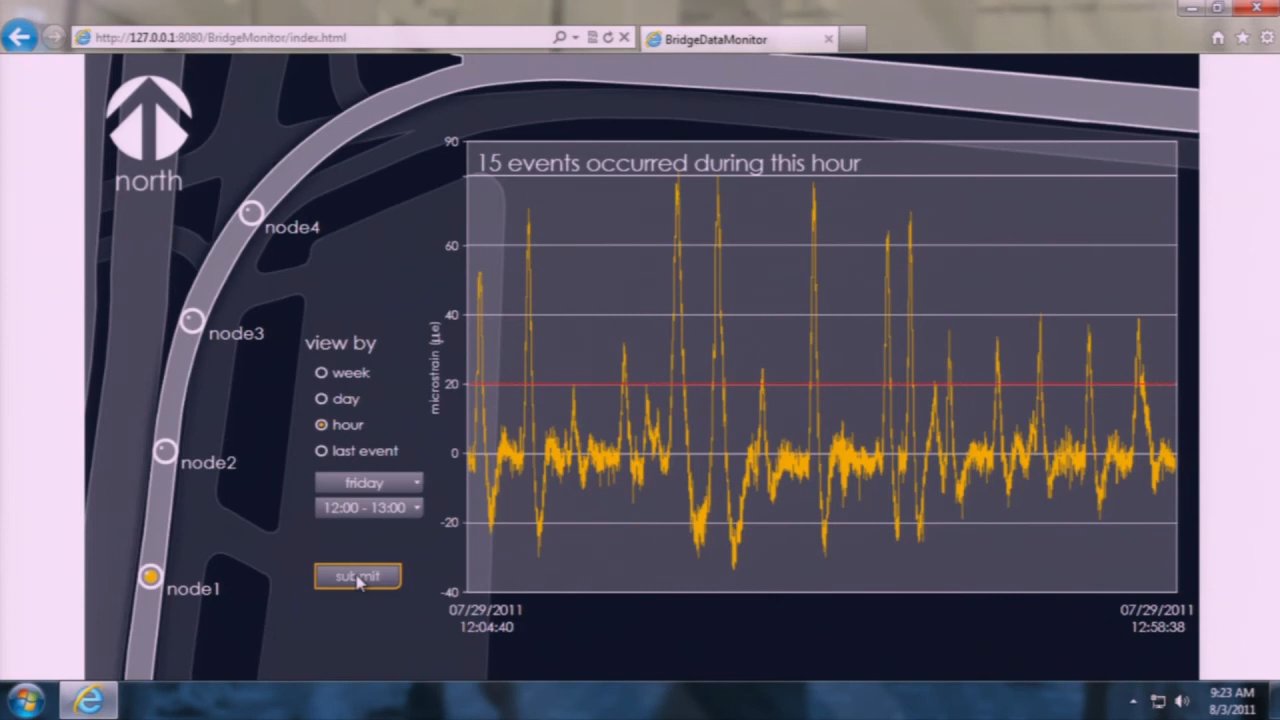 http://127.0.0.1:8080/BridgeMonitor/index.html
BridgeDataMonitor
north
node4
node3
node2
node1
view by
week
day
hour
last event
friday
12:00 - 13:00
submit
15 events occurred during this hour
microstrain (με)
90
60
40
20
0
-20
-40
07/29/2011
12:04:40
07/29/2011
12:58:38
9:23 AM
8/3/2011